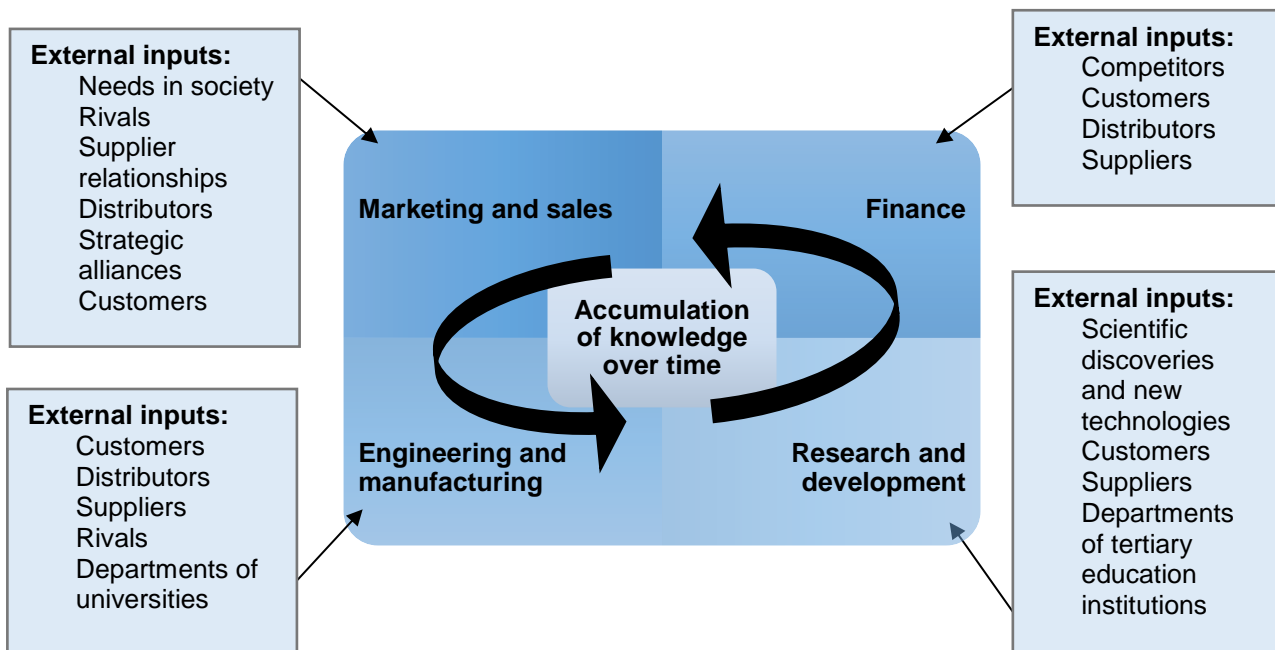 External inputs:
Needs in society
Rivals
Supplier
relationships
Distributors
Strategic
alliances
Customers
External inputs:
Competitors
Customers
Distributors
Suppliers
Marketing and sales
Finance
Accumulation
of knowledge
over time
Engineering and
manufacturing
Research and
development
External inputs:
Customers
Distributors
Suppliers
Rivals
Departments of
universities
External inputs:
Scientific
discoveries
and new
technologies
Customers
Suppliers
Departments
of tertiary
education
institutions